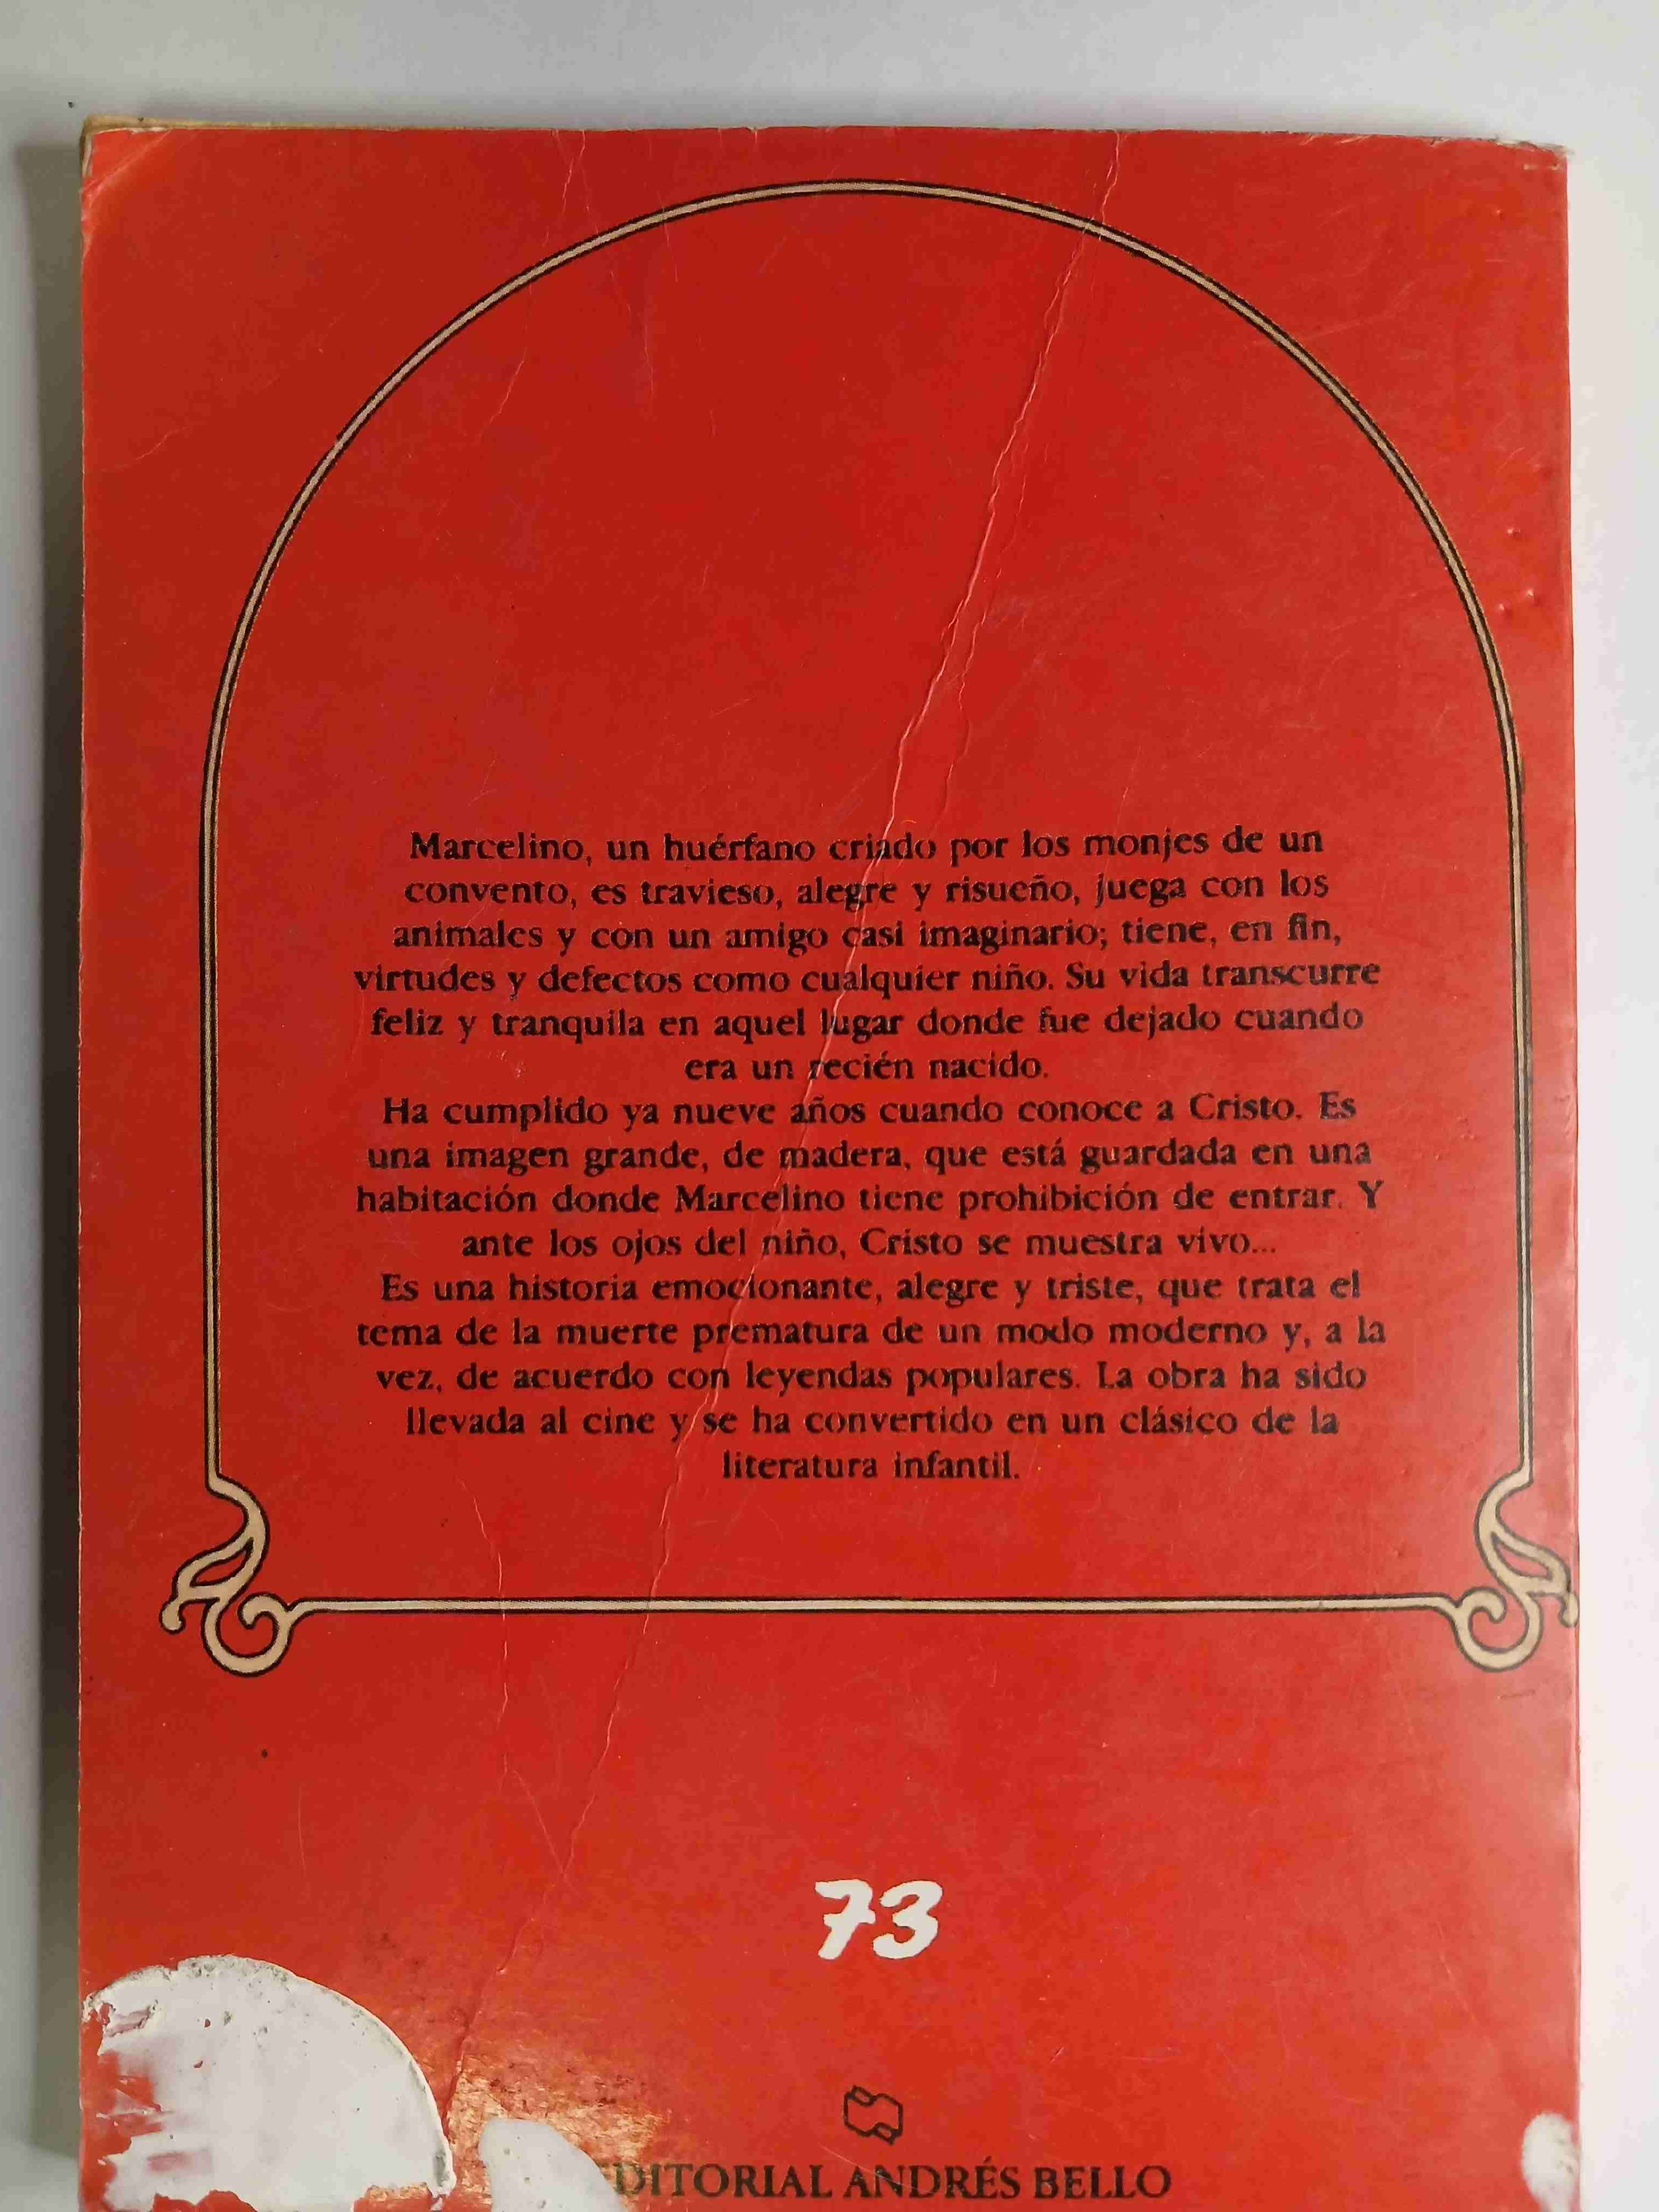 Marcelino, un huérfano criado por los monjes de un
convento, es travieso, alegre y risueño, juega con los
animales y con un amigo casi imaginario; tiene, en fin,
virtudes y defectos como cualquier niño. Su vida transcurre
feliz y tranquila en aquel lugar donde fue dejado cuando
era un recién nacido.
Ha cumplido ya nueve años cuando conoce a Cristo. Es
una imagen grande, de madera, que está guardada en una
habitación donde Marcelino tiene prohibición de entrar. Y
ante los ojos del niño, Cristo se muestra vivo...
Es una historia emocionante, alegre y triste, que trata el
tema de la muerte prematura de un modo moderno y, a la
vez, de acuerdo con leyendas populares. La obra ha sido
llevada al cine y se ha convertido en un clásico de la
literatura infantil.
73
EDITORIAL ANDRÉS BELLO